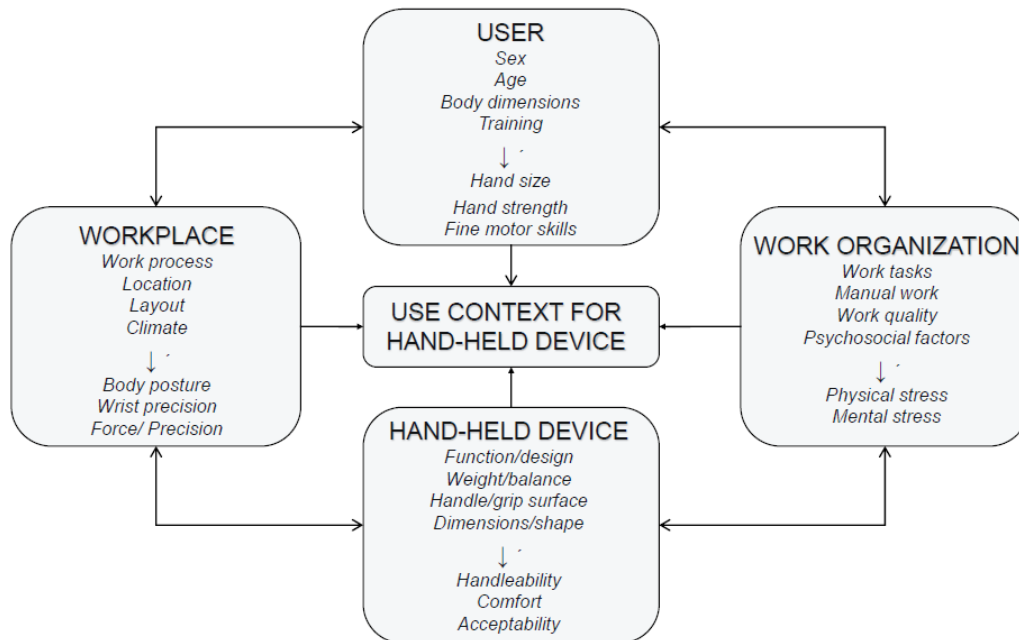 USER
Sex
Age
Body dimensions
Training
↓ ´
Hand size
Hand strength
Fine motor skills
WORKPLACE
Work process
Location
Layout
Climate
↓ ´
Body posture
Wrist precision
Force/ Precision
USE CONTEXT FOR
HAND-HELD DEVICE
WORK ORGANIZATION
Work tasks
Manual work
Work quality
Psychosocial factors
↓ ´
Physical stress
Mental stress
HAND-HELD DEVICE
Function/design
Weight/balance
Handle/grip surface
Dimensions/shape
↓ ´
Handleability
Comfort
Acceptability